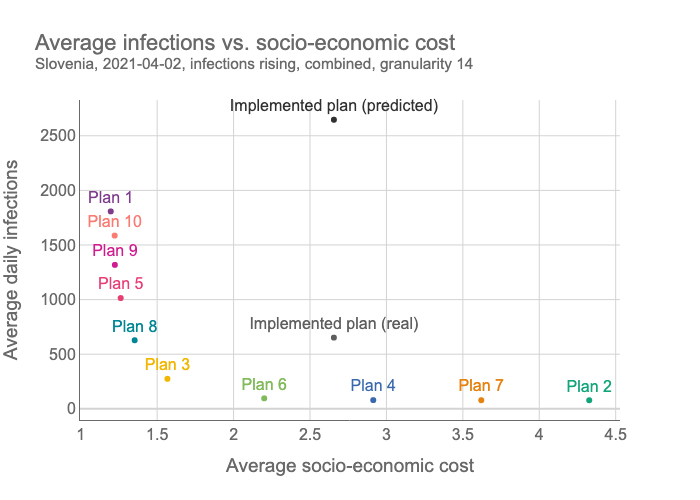 Average infections vs. socio-economic cost
Slovenia, 2021-04-02, infections rising, combined, granularity 14
Implemented plan (predicted)
2500
2000
Plan 1
Plan 10
1500
Plan 9
Plan 5
1000
Implemented plan (real)
Plan 8
500
Plan 3
Plan 6
Plan 4
Plan 7
Plan 2
0
1
1.5
2
2.5
3
3.5
4
4.5
Average socio-economic cost
Average daily infections